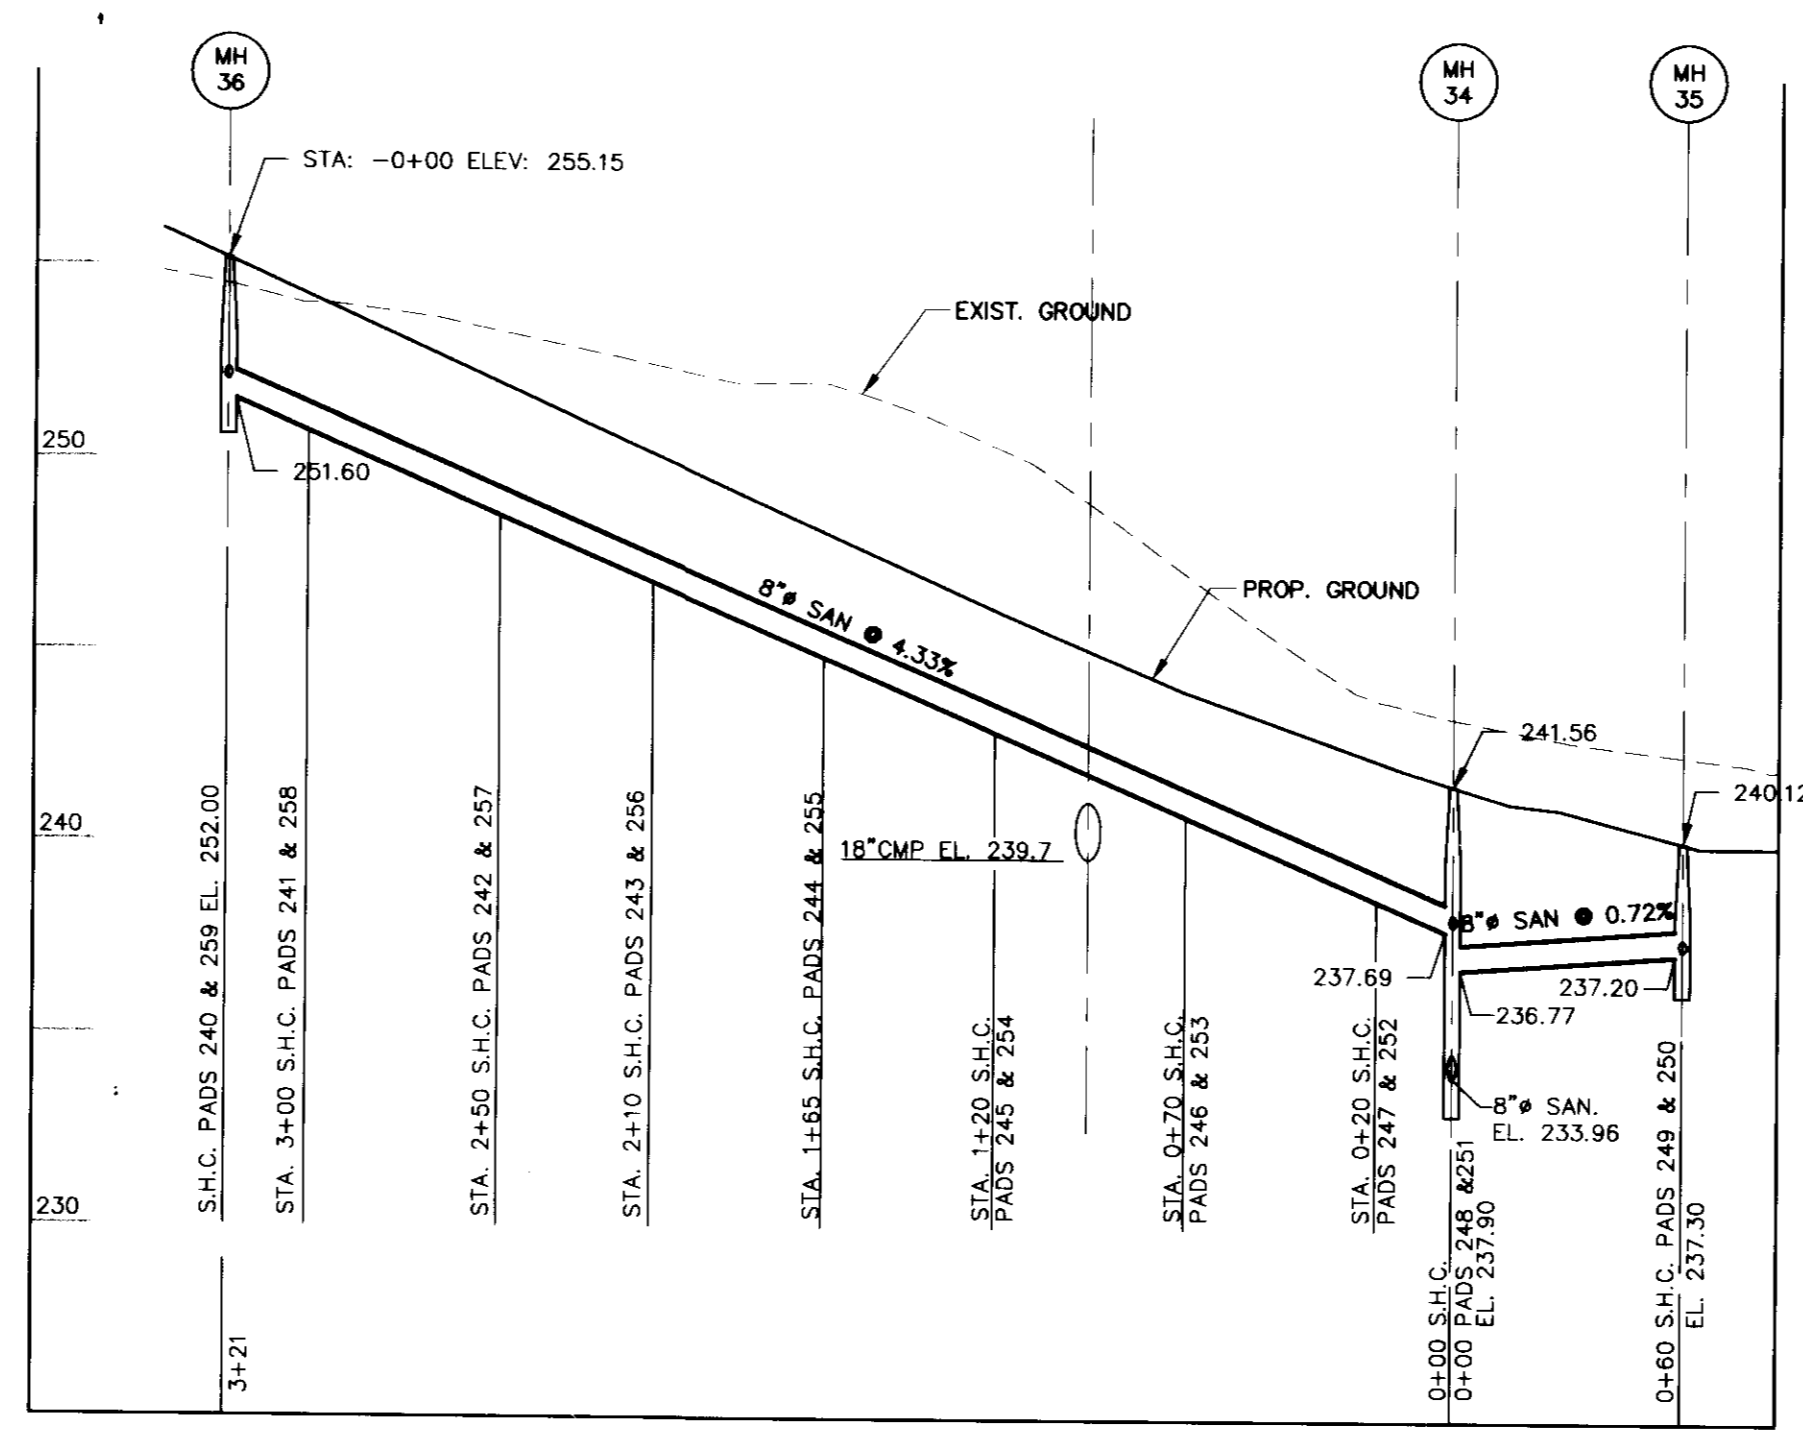 MH
36
MH
34
MH
35
STA: -0+00 ELEV: 255.15
EXIST. GROUND
250
251.60
8"ø SAN @ 4.33%
PROP. GROUND
241.56
240.12
240
18"CMP EL. 239.7
8"ø SAN @ 0.72%
237.69
237.20
236.77
8"ø SAN.
EL. 233.96
230
S.H.C. PADS 240 & 259 EL. 252.00
STA. 3+00 S.H.C. PADS 241 & 258
STA. 2+50 S.H.C. PADS 242 & 257
STA. 2+10 S.H.C. PADS 243 & 256
STA. 1+65 S.H.C. PADS 244 & 255
STA. 1+20 S.H.C.
PADS 245 & 254
STA. 0+70 S.H.C.
PADS 246 & 253
STA. 0+20 S.H.C.
PADS 247 & 252
0+00 S.H.C.
0+00 PADS 248 &251
EL. 237.90
0+60 S.H.C. PADS 249 & 250
EL. 237.30
3+21